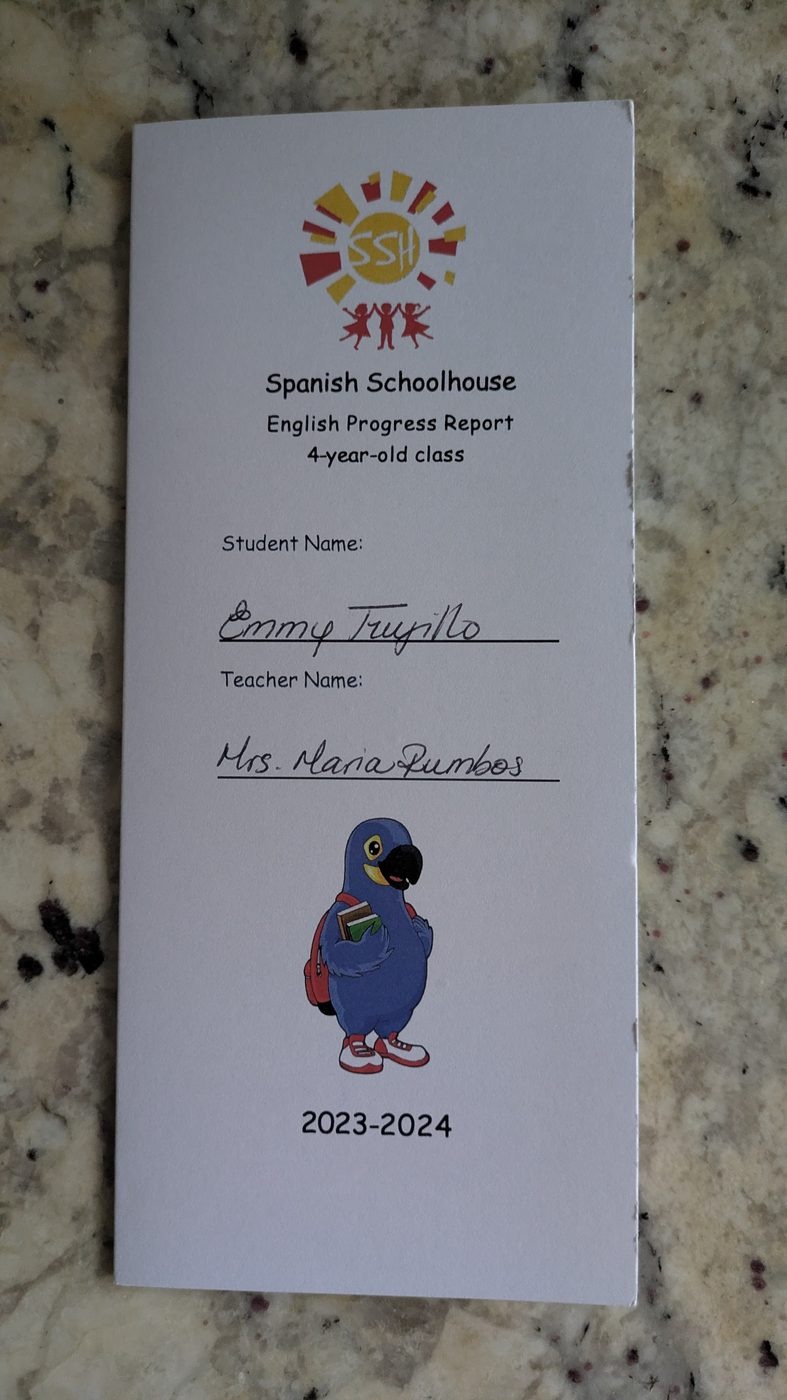 SSH
Spanish Schoolhouse
English Progress Report
4-year-old class
Student Name:
Emmy Trujillo
Teacher Name:
Mrs. Maria Rumbos
2023-2024